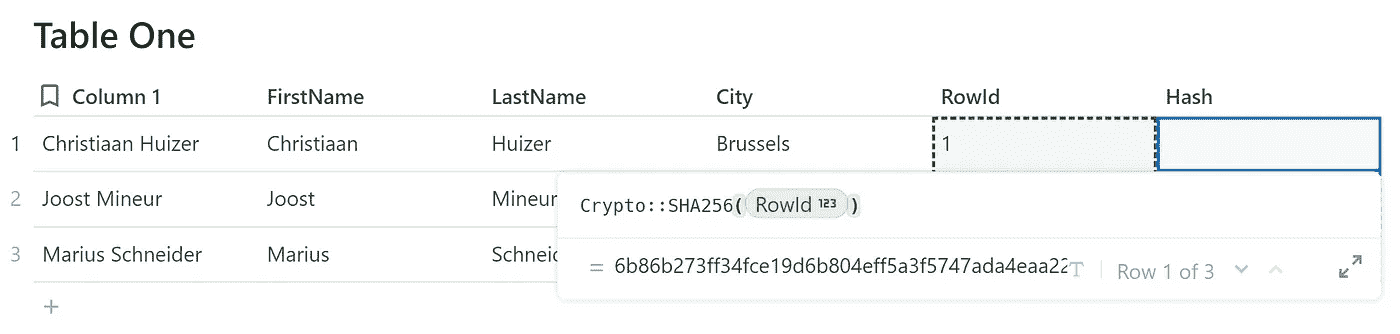 Table One
Column 1 FirstName LastName City RowId Hash
1 Christiaan Huizer Christiaan Huizer Brussels 1
2 Joost Mineur Joost Mineur
Crypto::SHA256( RowId 123 )
3 Marius Schneider Marius
= 6b86b273ff34fce19d6b804eff5a3f5747ada4eaa22 T Row 1 of 3
+